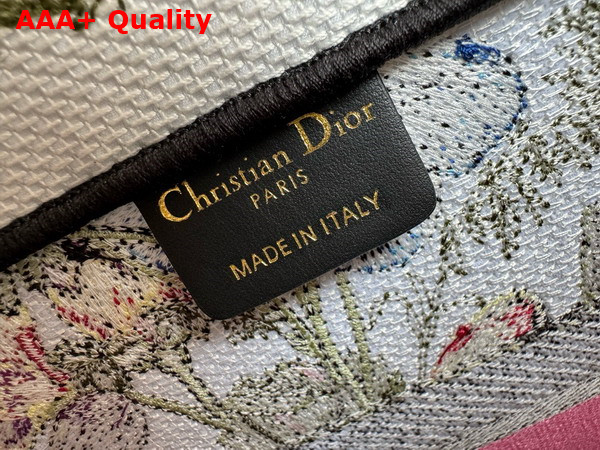 AAA+ Quality
Christian Dior
PARIS
MADE IN ITALY